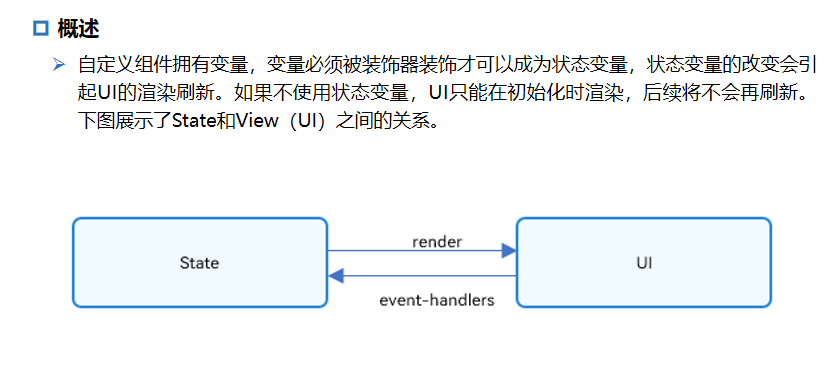 概述
自定义组件拥有变量，变量必须被装饰器装饰才可以成为状态变量，状态变量的改变会引
起UI的渲染刷新。如果不使用状态变量，UI只能在初始化时渲染，后续将不会再刷新。
下图展示了State和View（UI）之间的关系。
render
State
UI
event-handlers